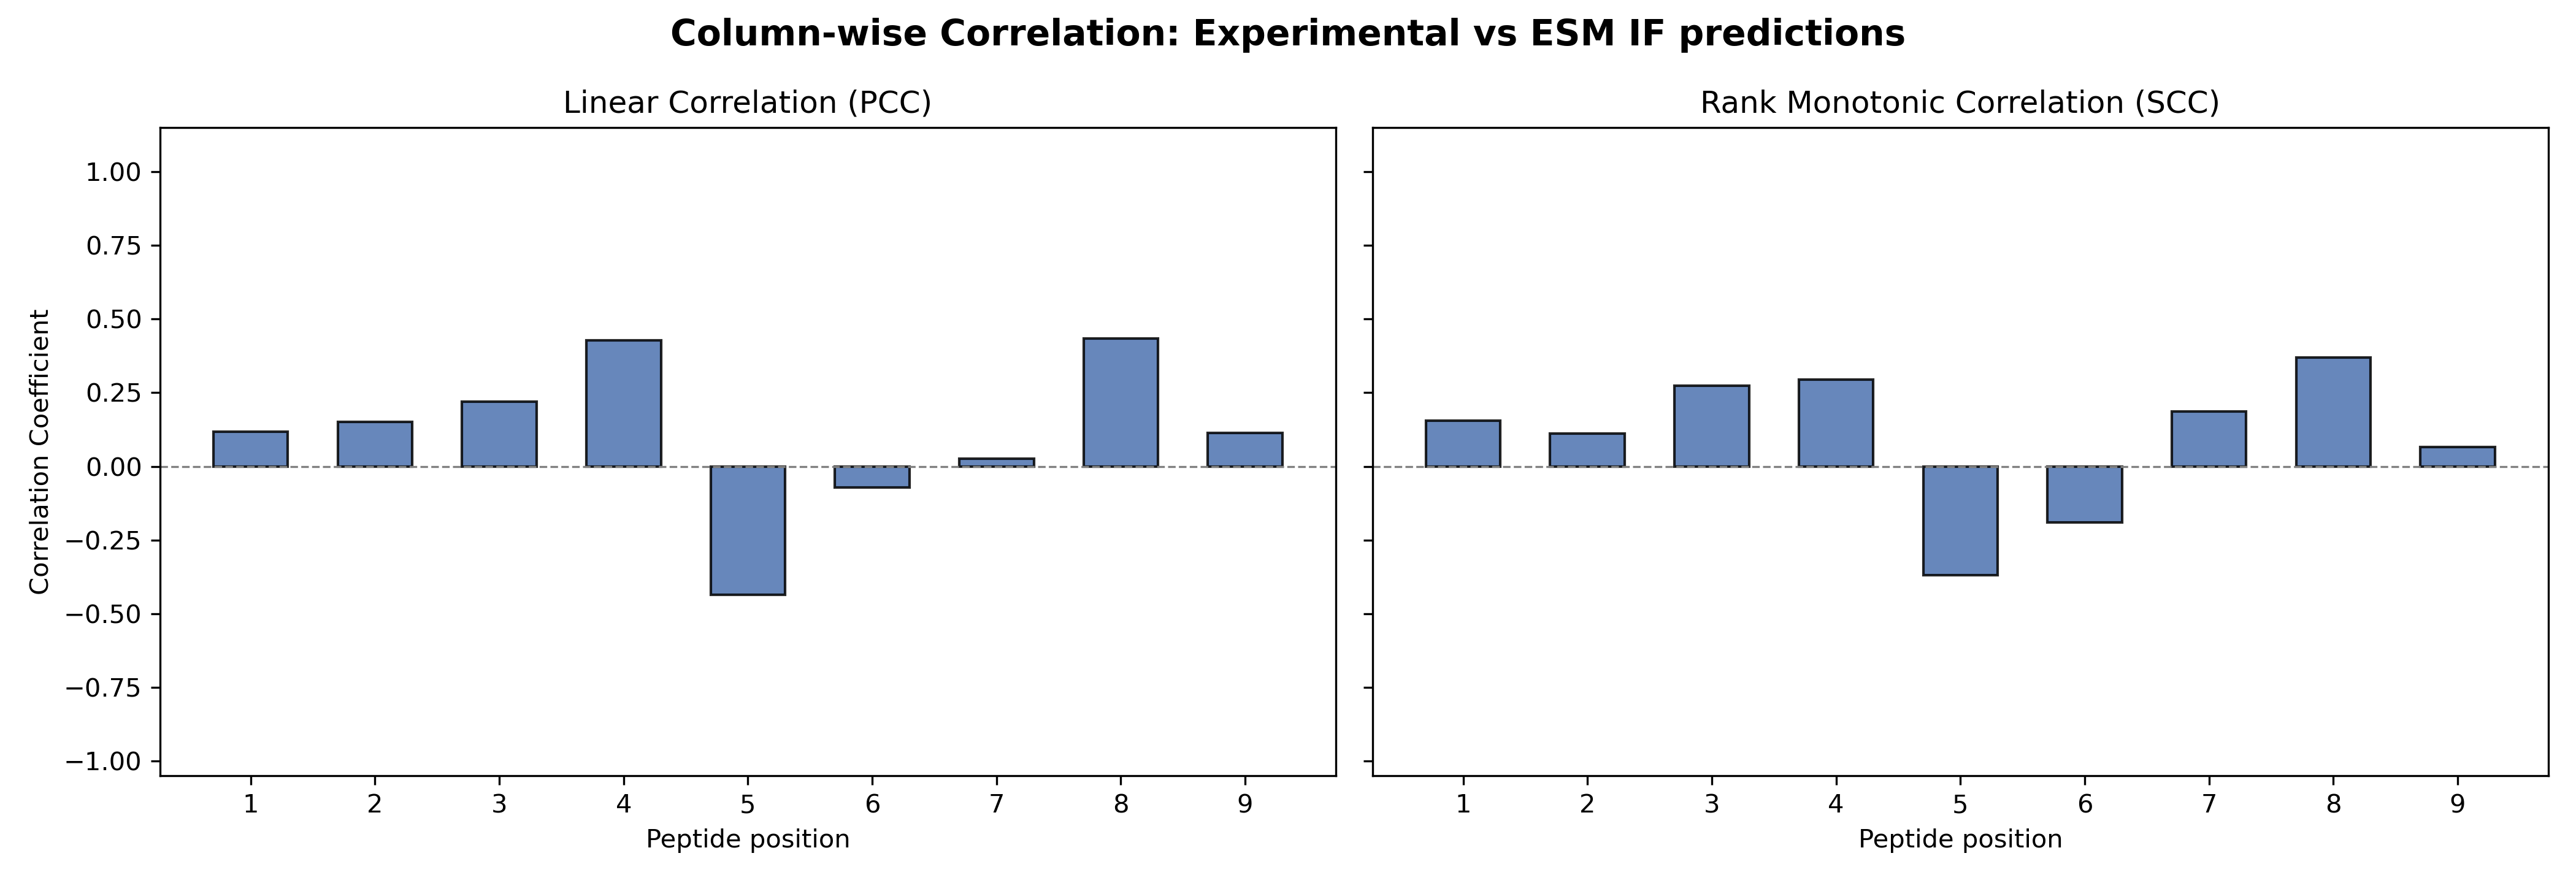 Column-wise Correlation: Experimental vs ESM IF predictions
Linear Correlation (PCC)
Rank Monotonic Correlation (SCC)
Correlation Coefficient
1.00
0.75
0.50
0.25
0.00
−0.25
−0.50
−0.75
−1.00
1 2 3 4 5 6 7 8 9
Peptide position
1 2 3 4 5 6 7 8 9
Peptide position